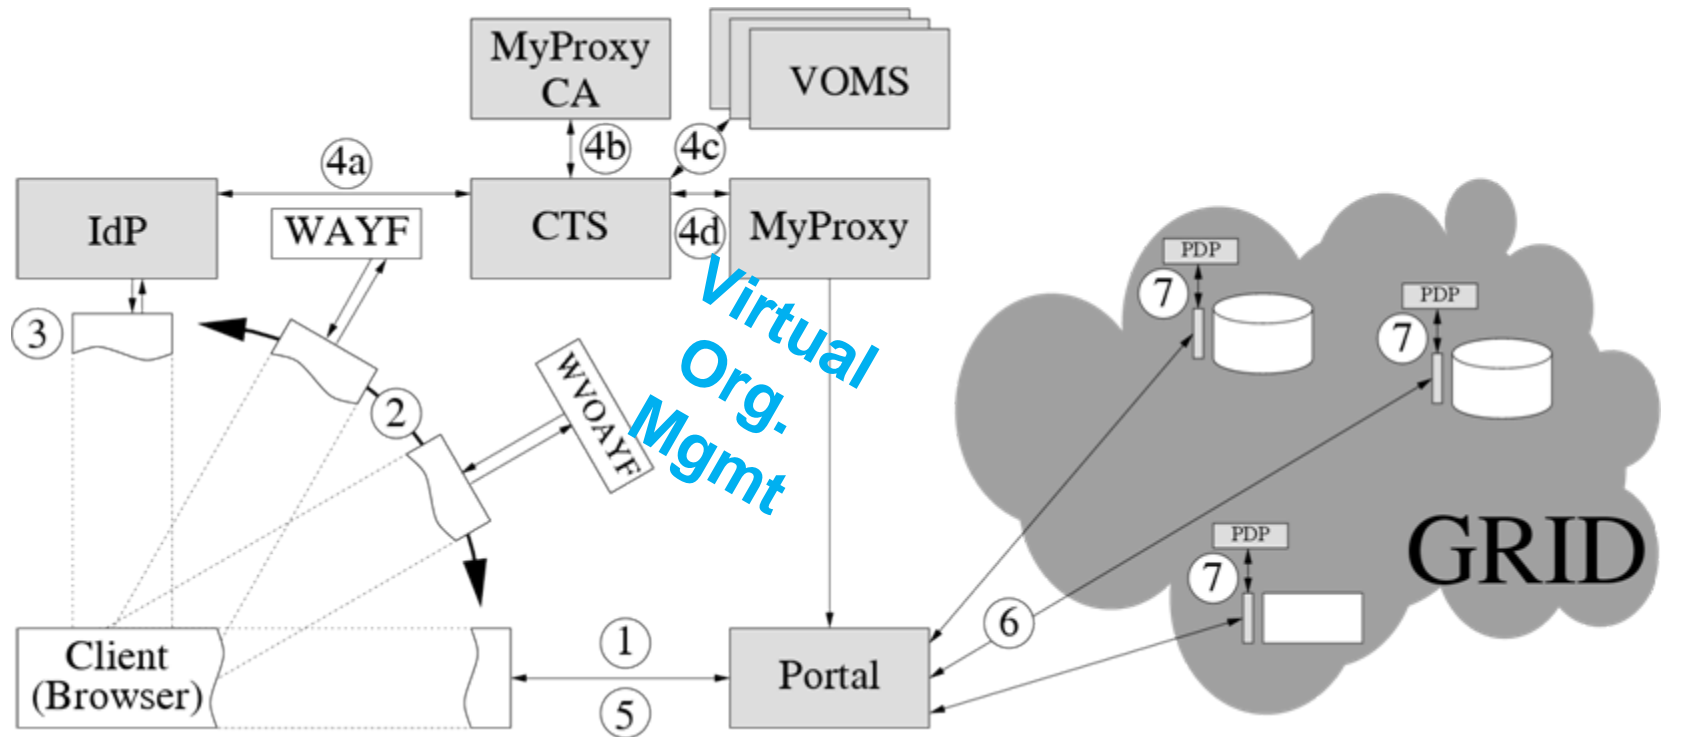 MyProxy
CA
VOMS
4a
4b
4c
IdP
WAYF
CTS
4d
MyProxy
Virtual
Org.
Mgmt
3
2
WVOAYF
PDP
7
PDP
7
PDP
7
GRID
6
Client
(Browser)
1
5
Portal